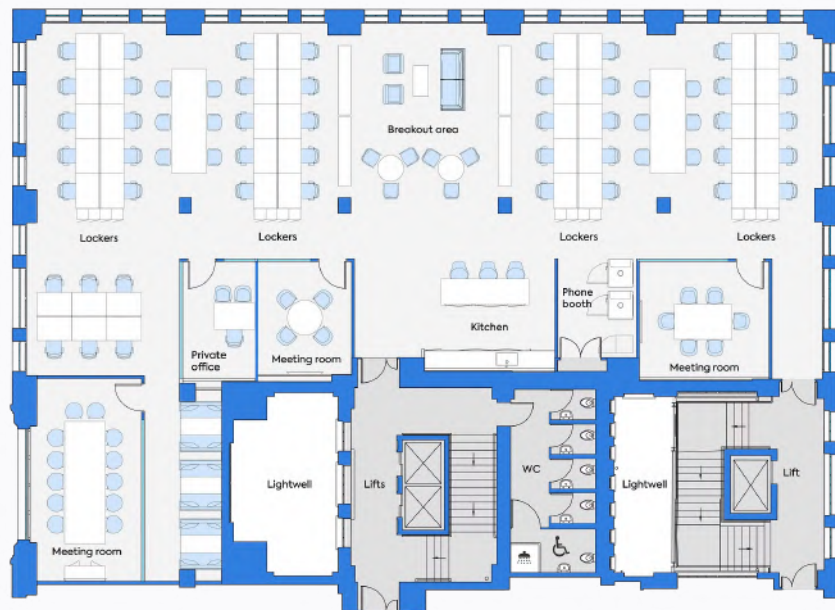 Breakout area
Lockers
Lockers
Lockers
Lockers
Phone
booth
Kitchen
Private
office
Meeting room
Meeting room
Lightwell
Lifts
WC
Lightwell
Lift
Meeting room